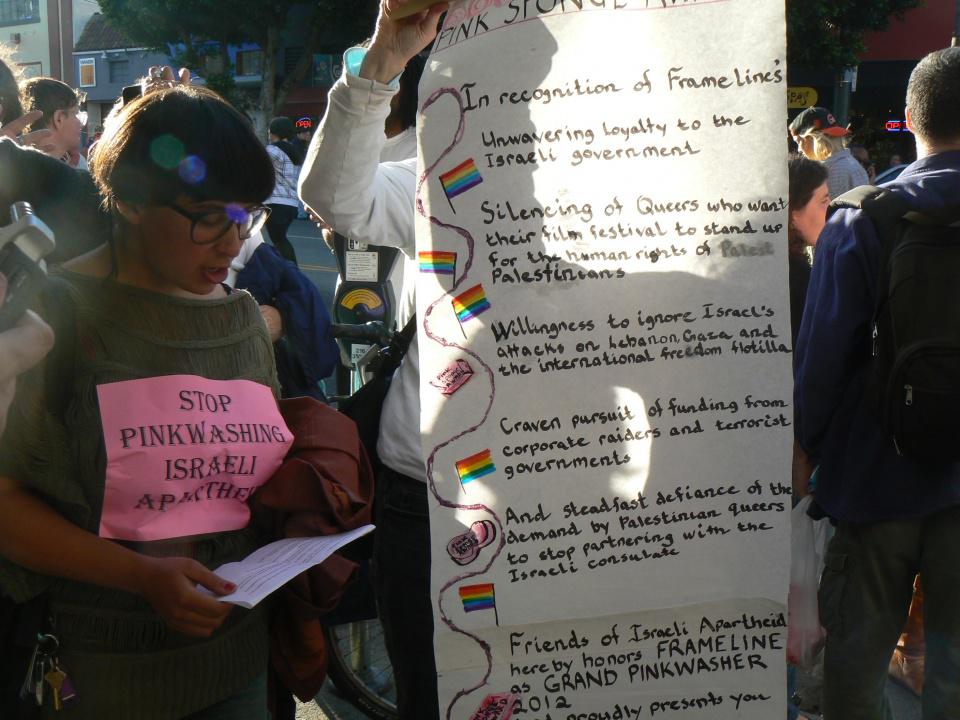 PINK SPONGE
In recognition of Frameline's
Unwavering loyalty to the
Israeli government
Silencing of Queers who want
their film festival to stand up
for the human rights of Palest
Palestinians
Willingness to ignore Israel's
attacks on Lebanon, Gaza and
the international freedom flotilla
Craven pursuit of funding from
corporate raiders and terrorist
governments
And steadfast defiance of the
demand by Palestinian queers
to stop partnering with the
Israeli consulate
Friends of Israeli Apartheid
hereby honors FRAMELINE
as GRAND PINKWASHER
2012
proudly presents you
STOP
PINKWASHING
ISRAELI
OPEN